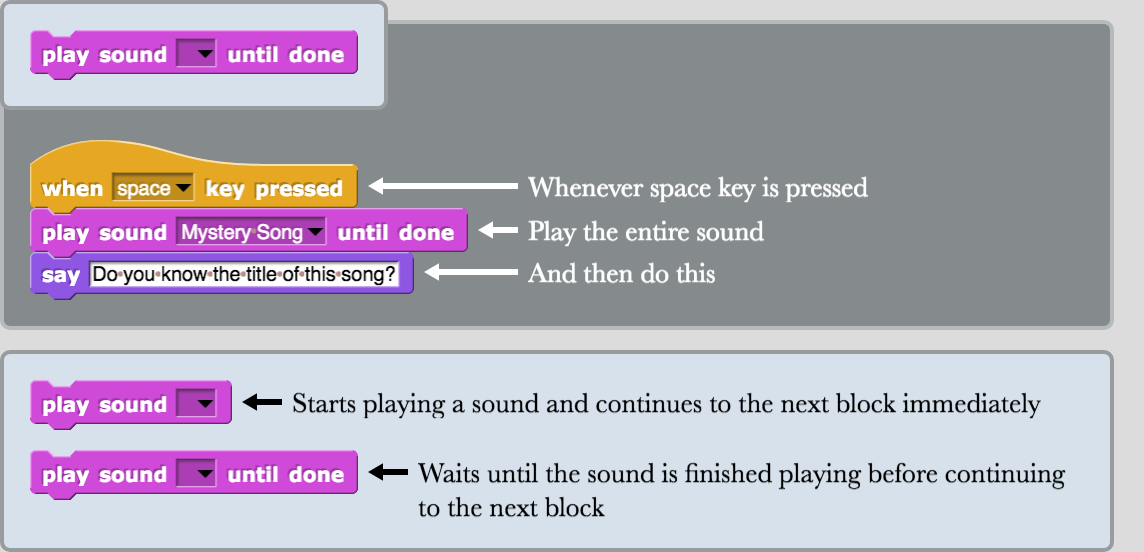 play sound until done
when space key pressed
Whenever space key is pressed
play sound Mystery Song until done
Play the entire sound
say Do you know the title of this song?
And then do this
play sound
Starts playing a sound and continues to the next block immediately
play sound until done
Waits until the sound is finished playing before continuing
to the next block